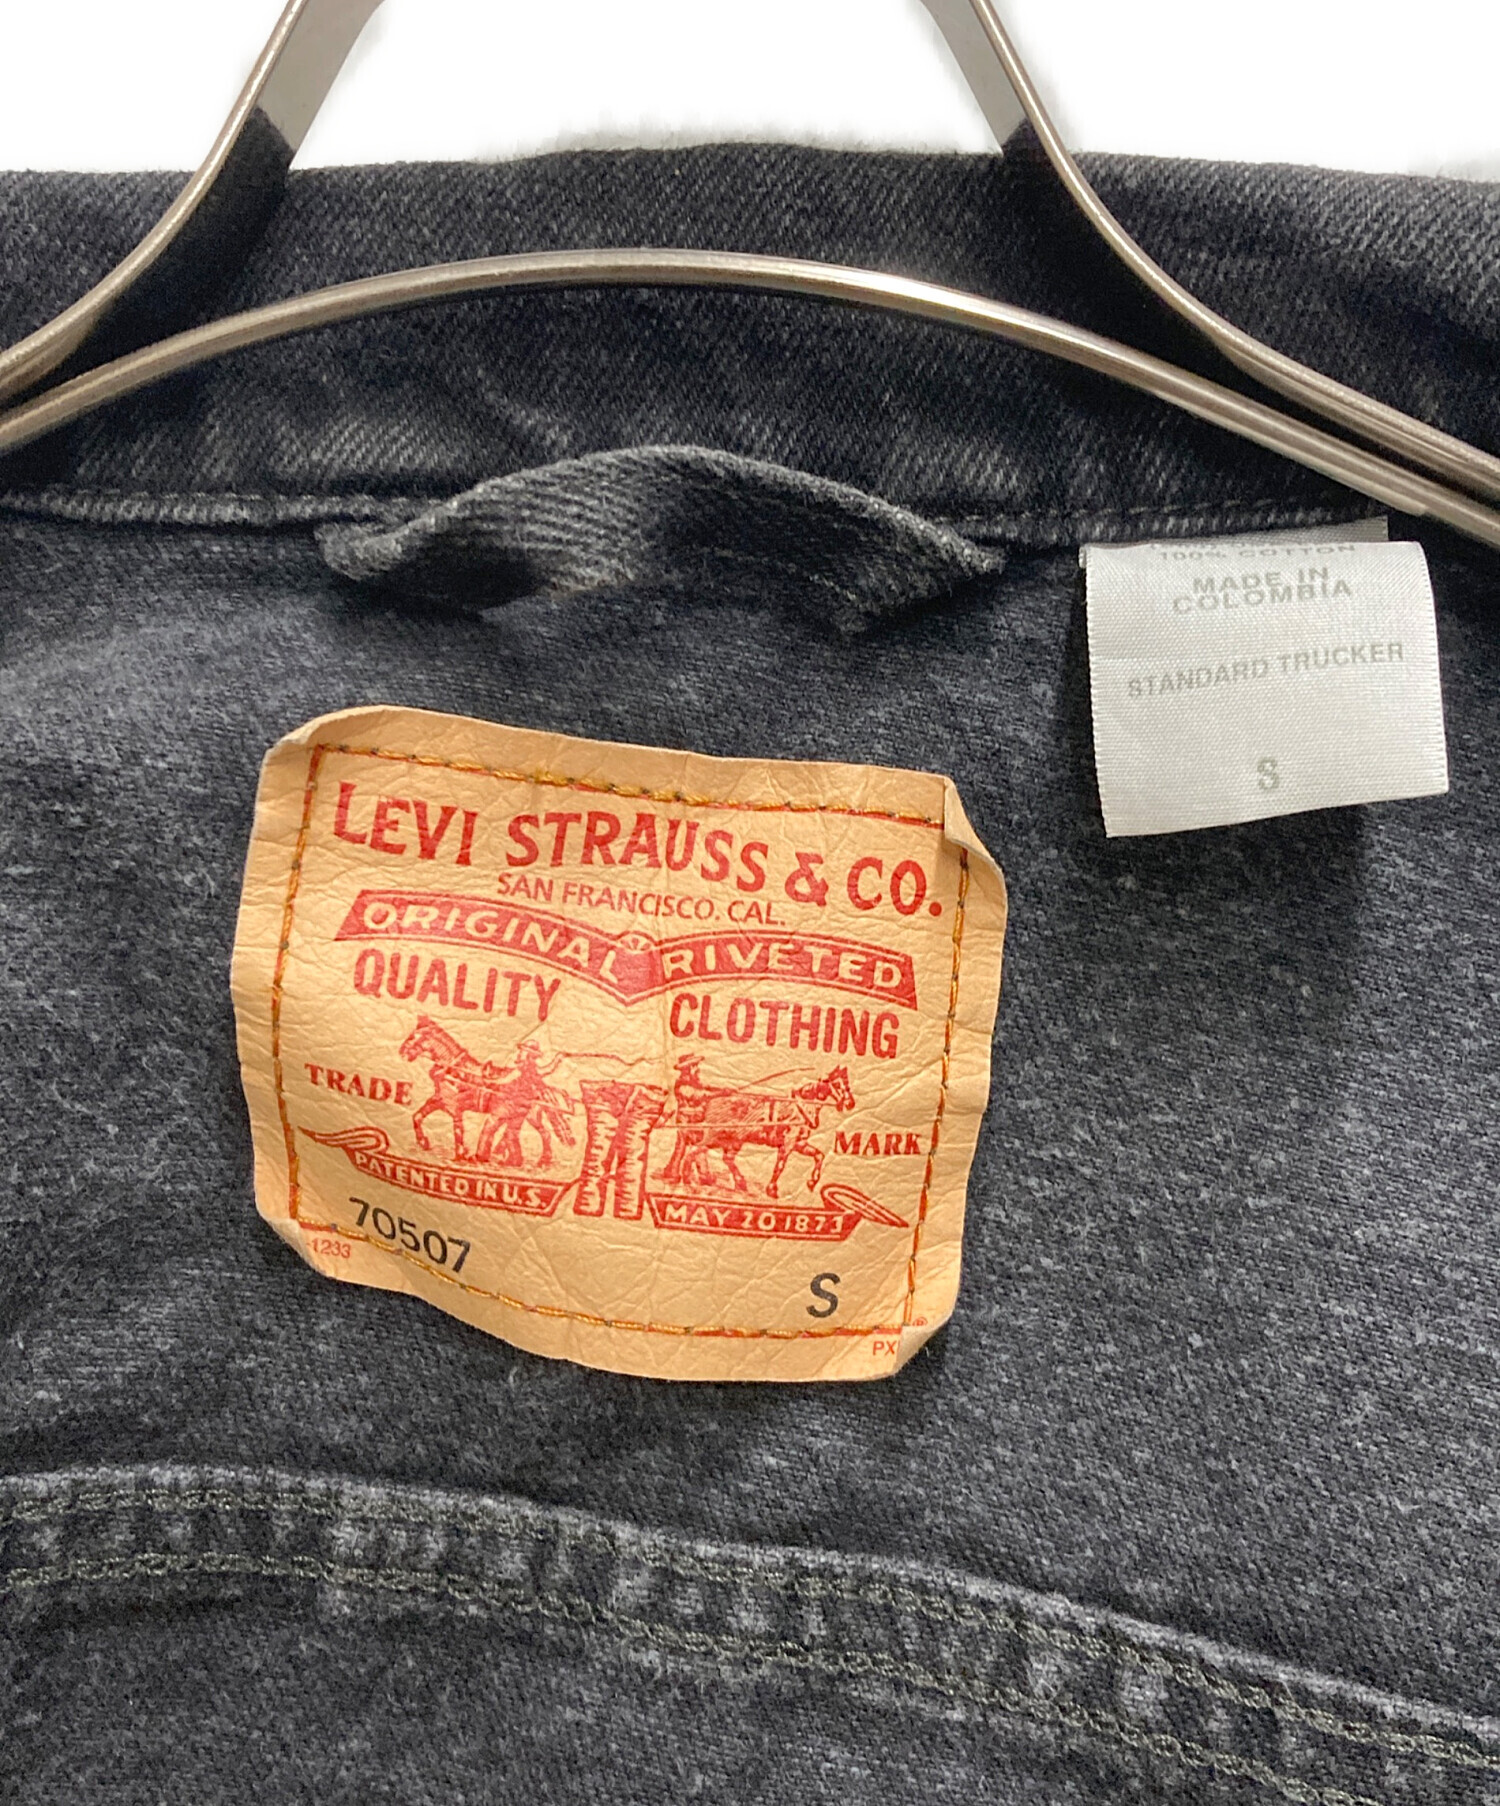 100% COTTON
MADE IN
COLOMBIA
STANDARD TRUCKER
S
LEVI STRAUSS & CO.
SAN FRANCISCO. CAL.
ORIGINAL RIVETED
QUALITY CLOTHING
TRADE MARK
PATENTED IN U.S. MAY 20 1873
70507
-1233
S
®
PX